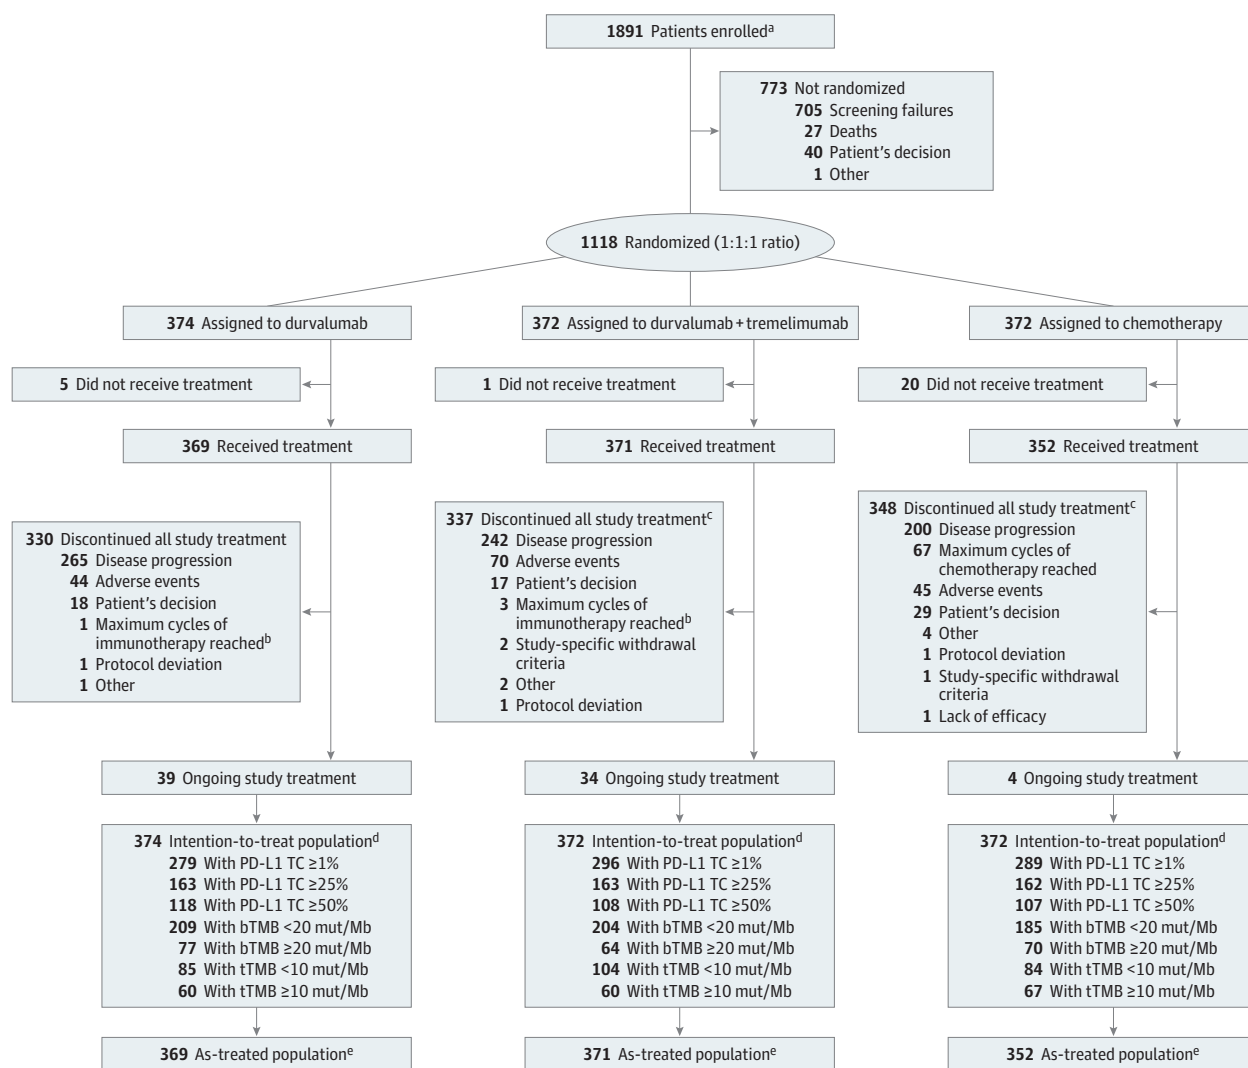 1891 Patients enrolledᵃ
773 Not randomized
705 Screening failures
27 Deaths
40 Patient's decision
1 Other
1118 Randomized (1:1:1 ratio)
374 Assigned to durvalumab
372 Assigned to durvalumab + tremelimumab
372 Assigned to chemotherapy
5 Did not receive treatment
1 Did not receive treatment
20 Did not receive treatment
369 Received treatment
371 Received treatment
352 Received treatment
330 Discontinued all study treatment
265 Disease progression
44 Adverse events
18 Patient's decision
1 Maximum cycles of
immunotherapy reachedᵇ
1 Protocol deviation
1 Other
337 Discontinued all study treatmentᶜ
242 Disease progression
70 Adverse events
17 Patient's decision
3 Maximum cycles of
immunotherapy reachedᵇ
2 Study-specific withdrawal
criteria
2 Other
1 Protocol deviation
348 Discontinued all study treatmentᶜ
200 Disease progression
67 Maximum cycles of
chemotherapy reached
45 Adverse events
29 Patient's decision
4 Other
1 Protocol deviation
1 Study-specific withdrawal
criteria
1 Lack of efficacy
39 Ongoing study treatment
34 Ongoing study treatment
4 Ongoing study treatment
374 Intention-to-treat populationᵈ
279 With PD-L1 TC ≥1%
163 With PD-L1 TC ≥25%
118 With PD-L1 TC ≥50%
209 With bTMB <20 mut/Mb
77 With bTMB ≥20 mut/Mb
85 With tTMB <10 mut/Mb
60 With tTMB ≥10 mut/Mb
372 Intention-to-treat populationᵈ
296 With PD-L1 TC ≥1%
163 With PD-L1 TC ≥25%
108 With PD-L1 TC ≥50%
204 With bTMB <20 mut/Mb
64 With bTMB ≥20 mut/Mb
104 With tTMB <10 mut/Mb
60 With tTMB ≥10 mut/Mb
372 Intention-to-treat populationᵈ
289 With PD-L1 TC ≥1%
162 With PD-L1 TC ≥25%
107 With PD-L1 TC ≥50%
185 With bTMB <20 mut/Mb
70 With bTMB ≥20 mut/Mb
84 With tTMB <10 mut/Mb
67 With tTMB ≥10 mut/Mb
369 As-treated populationᵉ
371 As-treated populationᵉ
352 As-treated populationᵉ